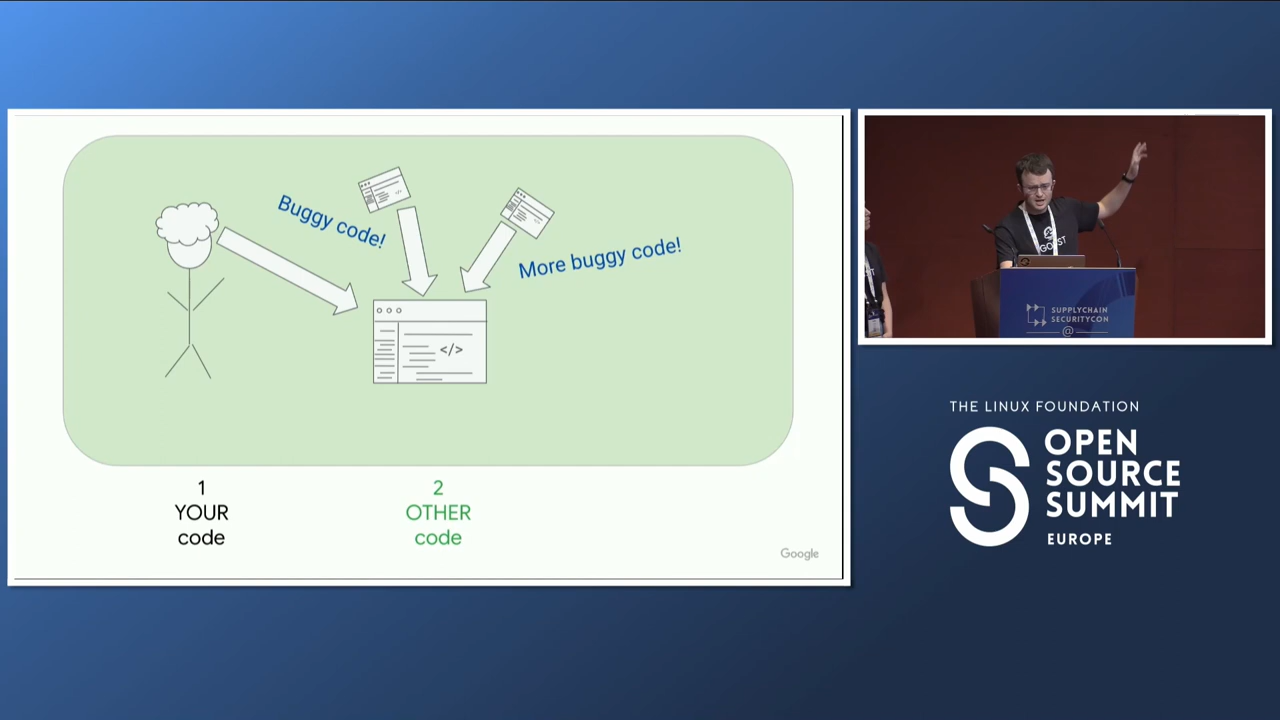 Buggy code!
More buggy code!
</>
1
YOUR
code
2
OTHER
code
Google
SUPPLYCHAIN
SECURITYCON
@
THE LINUX FOUNDATION
OPEN
SOURCE
SUMMIT
EUROPE